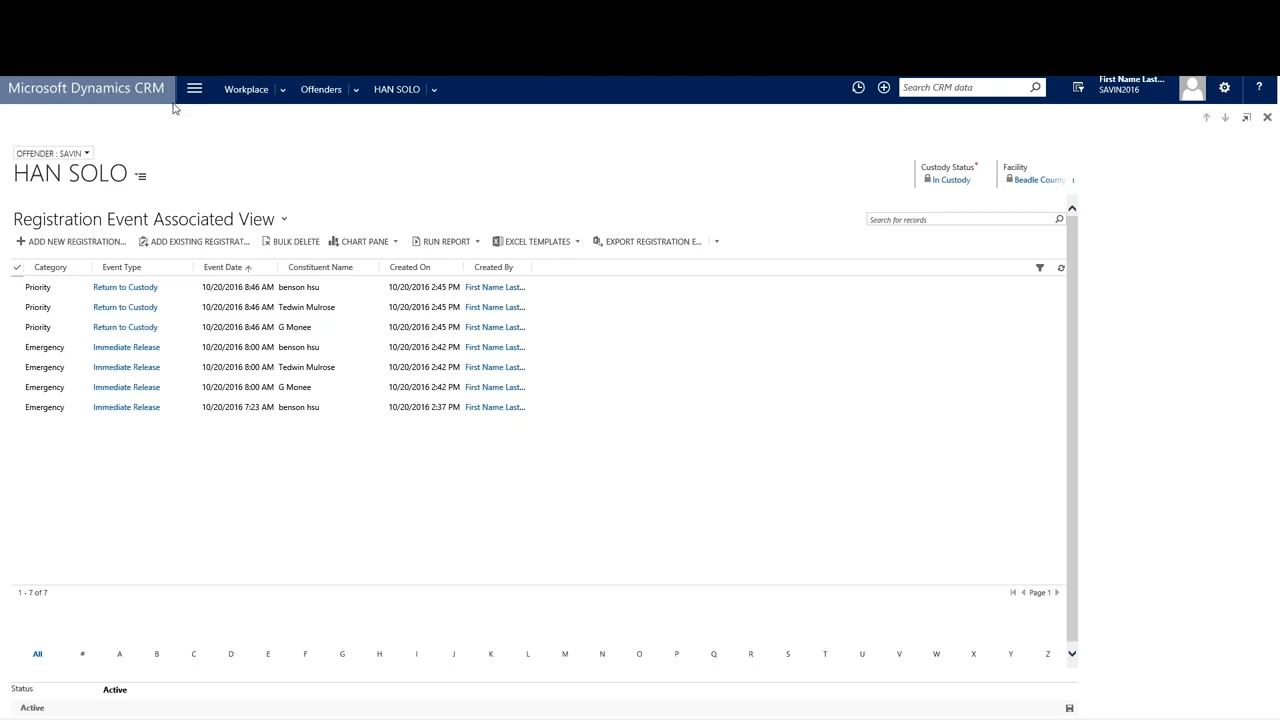 Microsoft Dynamics CRM Workplace Offenders HAN SOLO Search CRM data First Name Last... SAVIN2016 ?
OFFENDER : SAVIN
HAN SOLO
Custody Status* In Custody
Facility Beadle County
Registration Event Associated View
Search for records
ADD NEW REGISTRATION... ADD EXISTING REGISTRAT... BULK DELETE CHART PANE RUN REPORT EXCEL TEMPLATES EXPORT REGISTRATION E...
Category Event Type Event Date Constituent Name Created On Created By
Priority Return to Custody 10/20/2016 8:46 AM benson hsu 10/20/2016 2:45 PM First Name Last...
Priority Return to Custody 10/20/2016 8:46 AM Tedwin Mulrose 10/20/2016 2:45 PM First Name Last...
Priority Return to Custody 10/20/2016 8:46 AM G Monee 10/20/2016 2:45 PM First Name Last...
Emergency Immediate Release 10/20/2016 8:00 AM benson hsu 10/20/2016 2:42 PM First Name Last...
Emergency Immediate Release 10/20/2016 8:00 AM Tedwin Mulrose 10/20/2016 2:42 PM First Name Last...
Emergency Immediate Release 10/20/2016 8:00 AM G Monee 10/20/2016 2:42 PM First Name Last...
Emergency Immediate Release 10/20/2016 7:23 AM benson hsu 10/20/2016 2:37 PM First Name Last...
1 - 7 of 7 Page 1
All # A B C D E F G H I J K L M N O P Q R S T U V W X Y Z
Status Active
Active